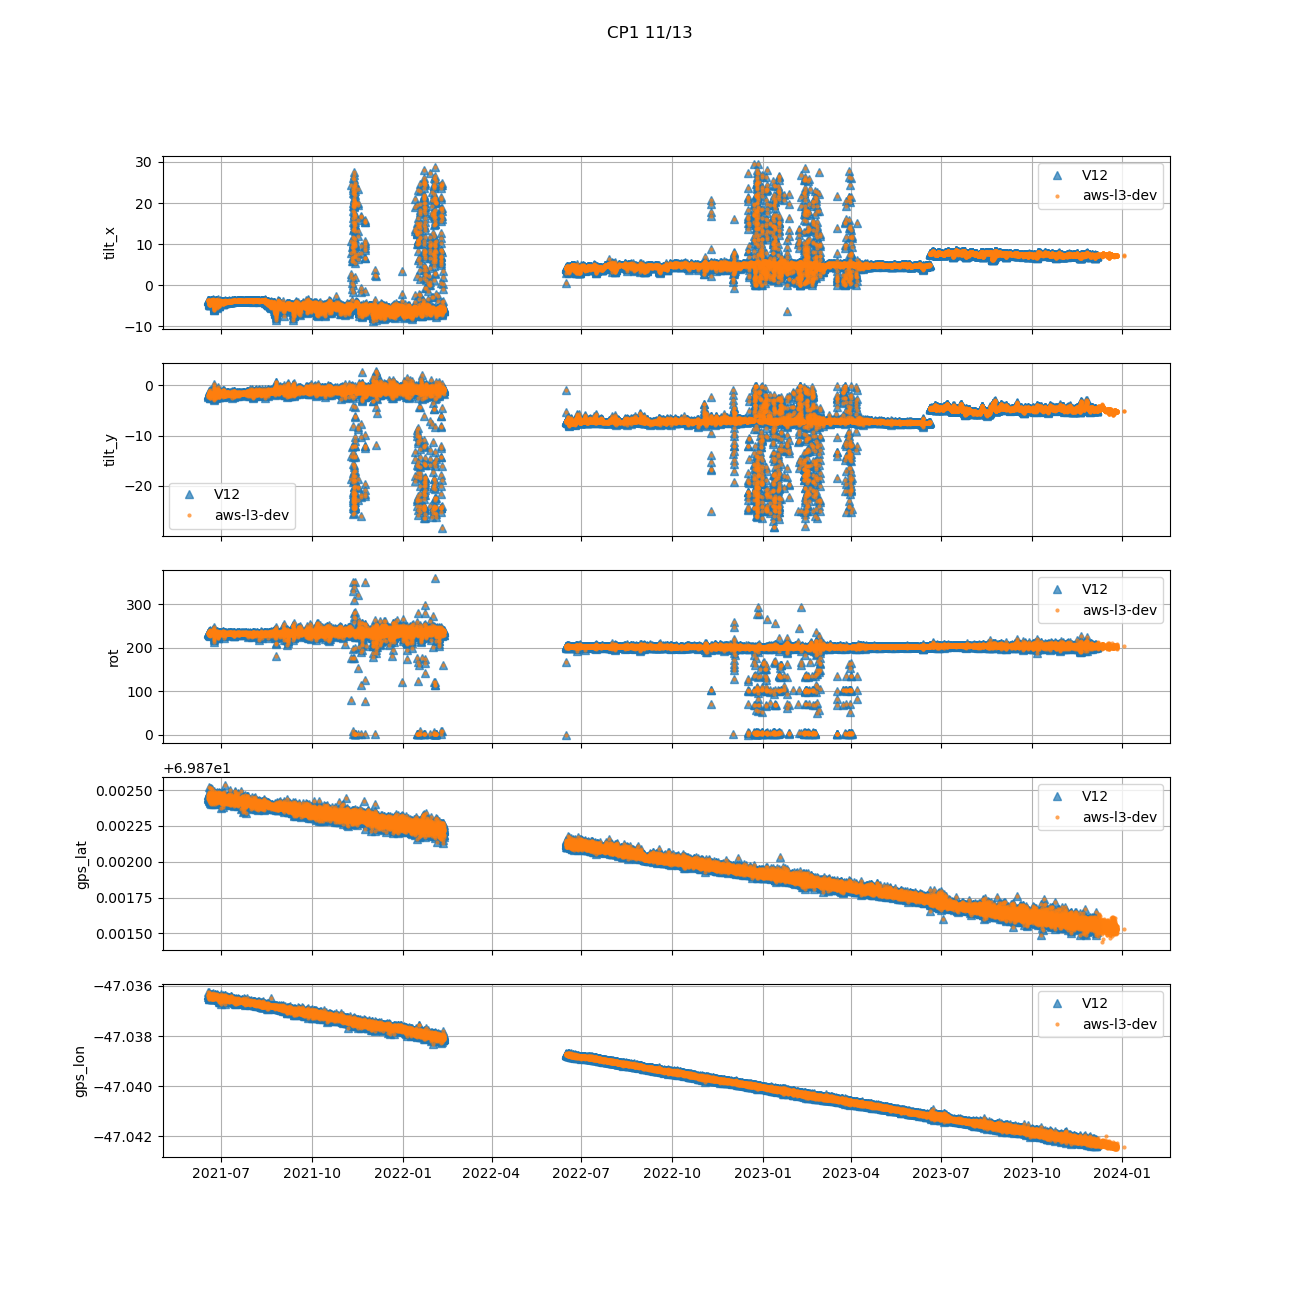 CP1 11/13
30
20
10
0
−10
tilt_x
V12
aws-l3-dev
0
−10
−20
tilt_y
V12
aws-l3-dev
300
200
100
0
rot
V12
aws-l3-dev
+6.987e1
0.00250
0.00225
0.00200
0.00175
0.00150
gps_lat
V12
aws-l3-dev
−47.036
−47.038
−47.040
−47.042
gps_lon
V12
aws-l3-dev
2021-07 2021-10 2022-01 2022-04 2022-07 2022-10 2023-01 2023-04 2023-07 2023-10 2024-01